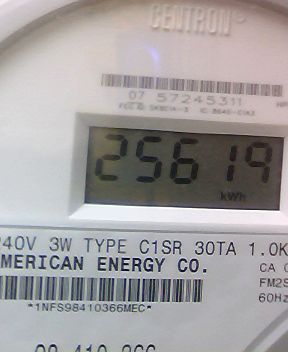 CENTRON®
07 57245311
25619
kWh
240V 3W TYPE C1SR 30TA 1.0K
AMERICAN ENERGY CO.
CA
FM2S
60Hz
*1NFS98410366MEC*